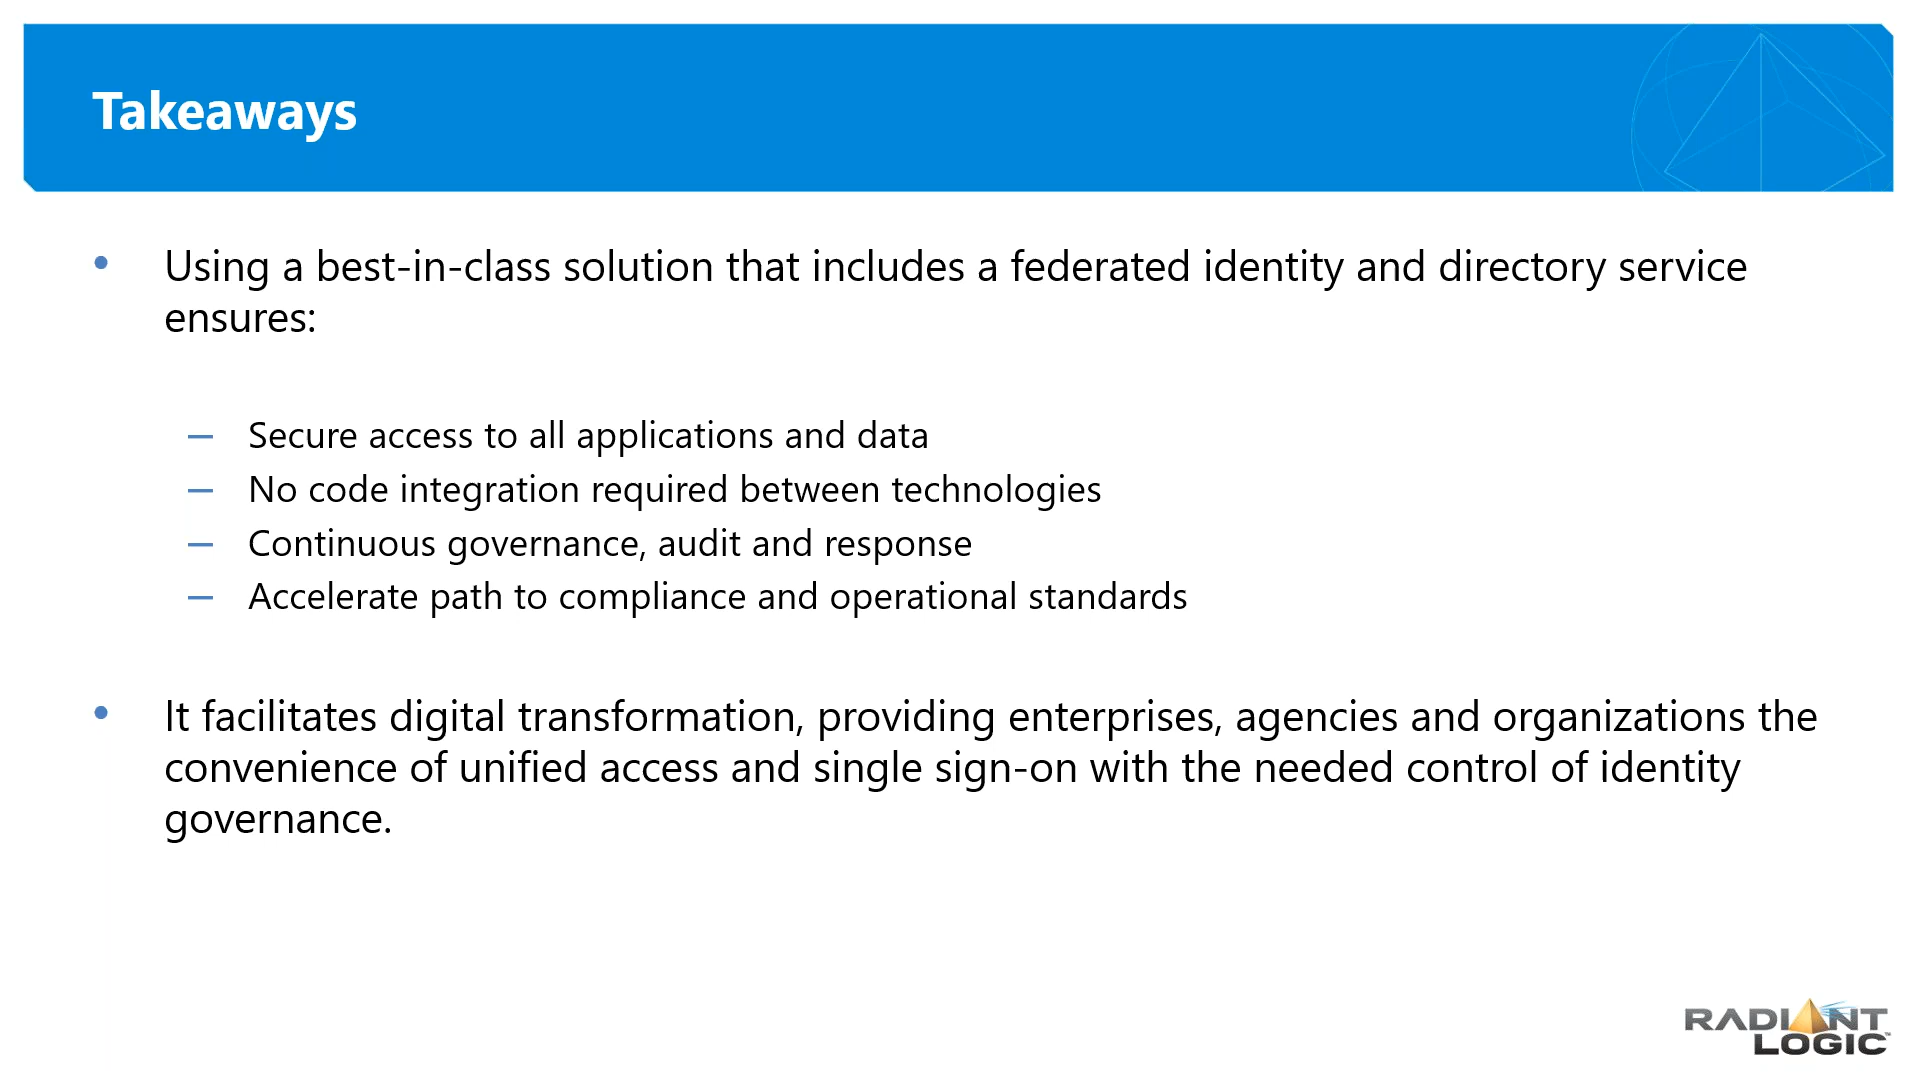 Takeaways
• Using a best-in-class solution that includes a federated identity and directory service
ensures:
– Secure access to all applications and data
– No code integration required between technologies
– Continuous governance, audit and response
– Accelerate path to compliance and operational standards
• It facilitates digital transformation, providing enterprises, agencies and organizations the
convenience of unified access and single sign-on with the needed control of identity
governance.
RADIANT
LOGIC™